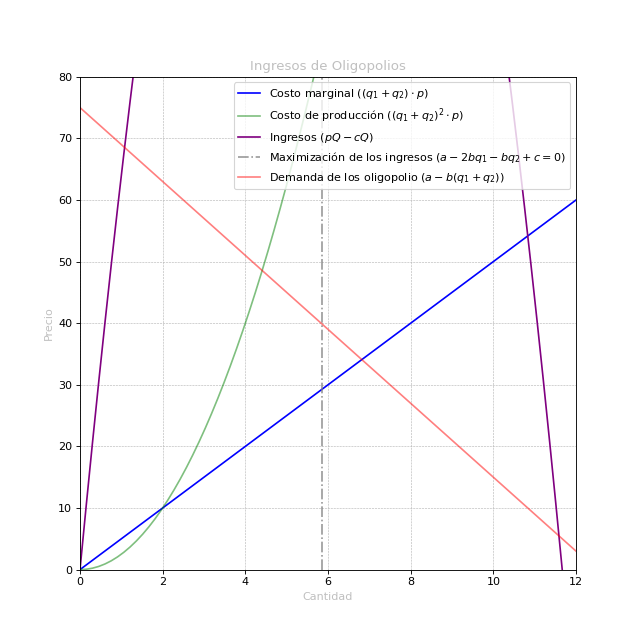 Ingresos de Oligopolios
80
70
60
50
40
30
20
10
0
Precio
Costo marginal ((q₁ + q₂) · p)
Costo de producción ((q₁ + q₂)² · p)
Ingresos (pQ − cQ)
Maximización de los ingresos (a − 2bq₁ − bq₂ + c = 0)
Demanda de los oligopolio (a − b(q₁ + q₂))
0 2 4 6 8 10 12
Cantidad